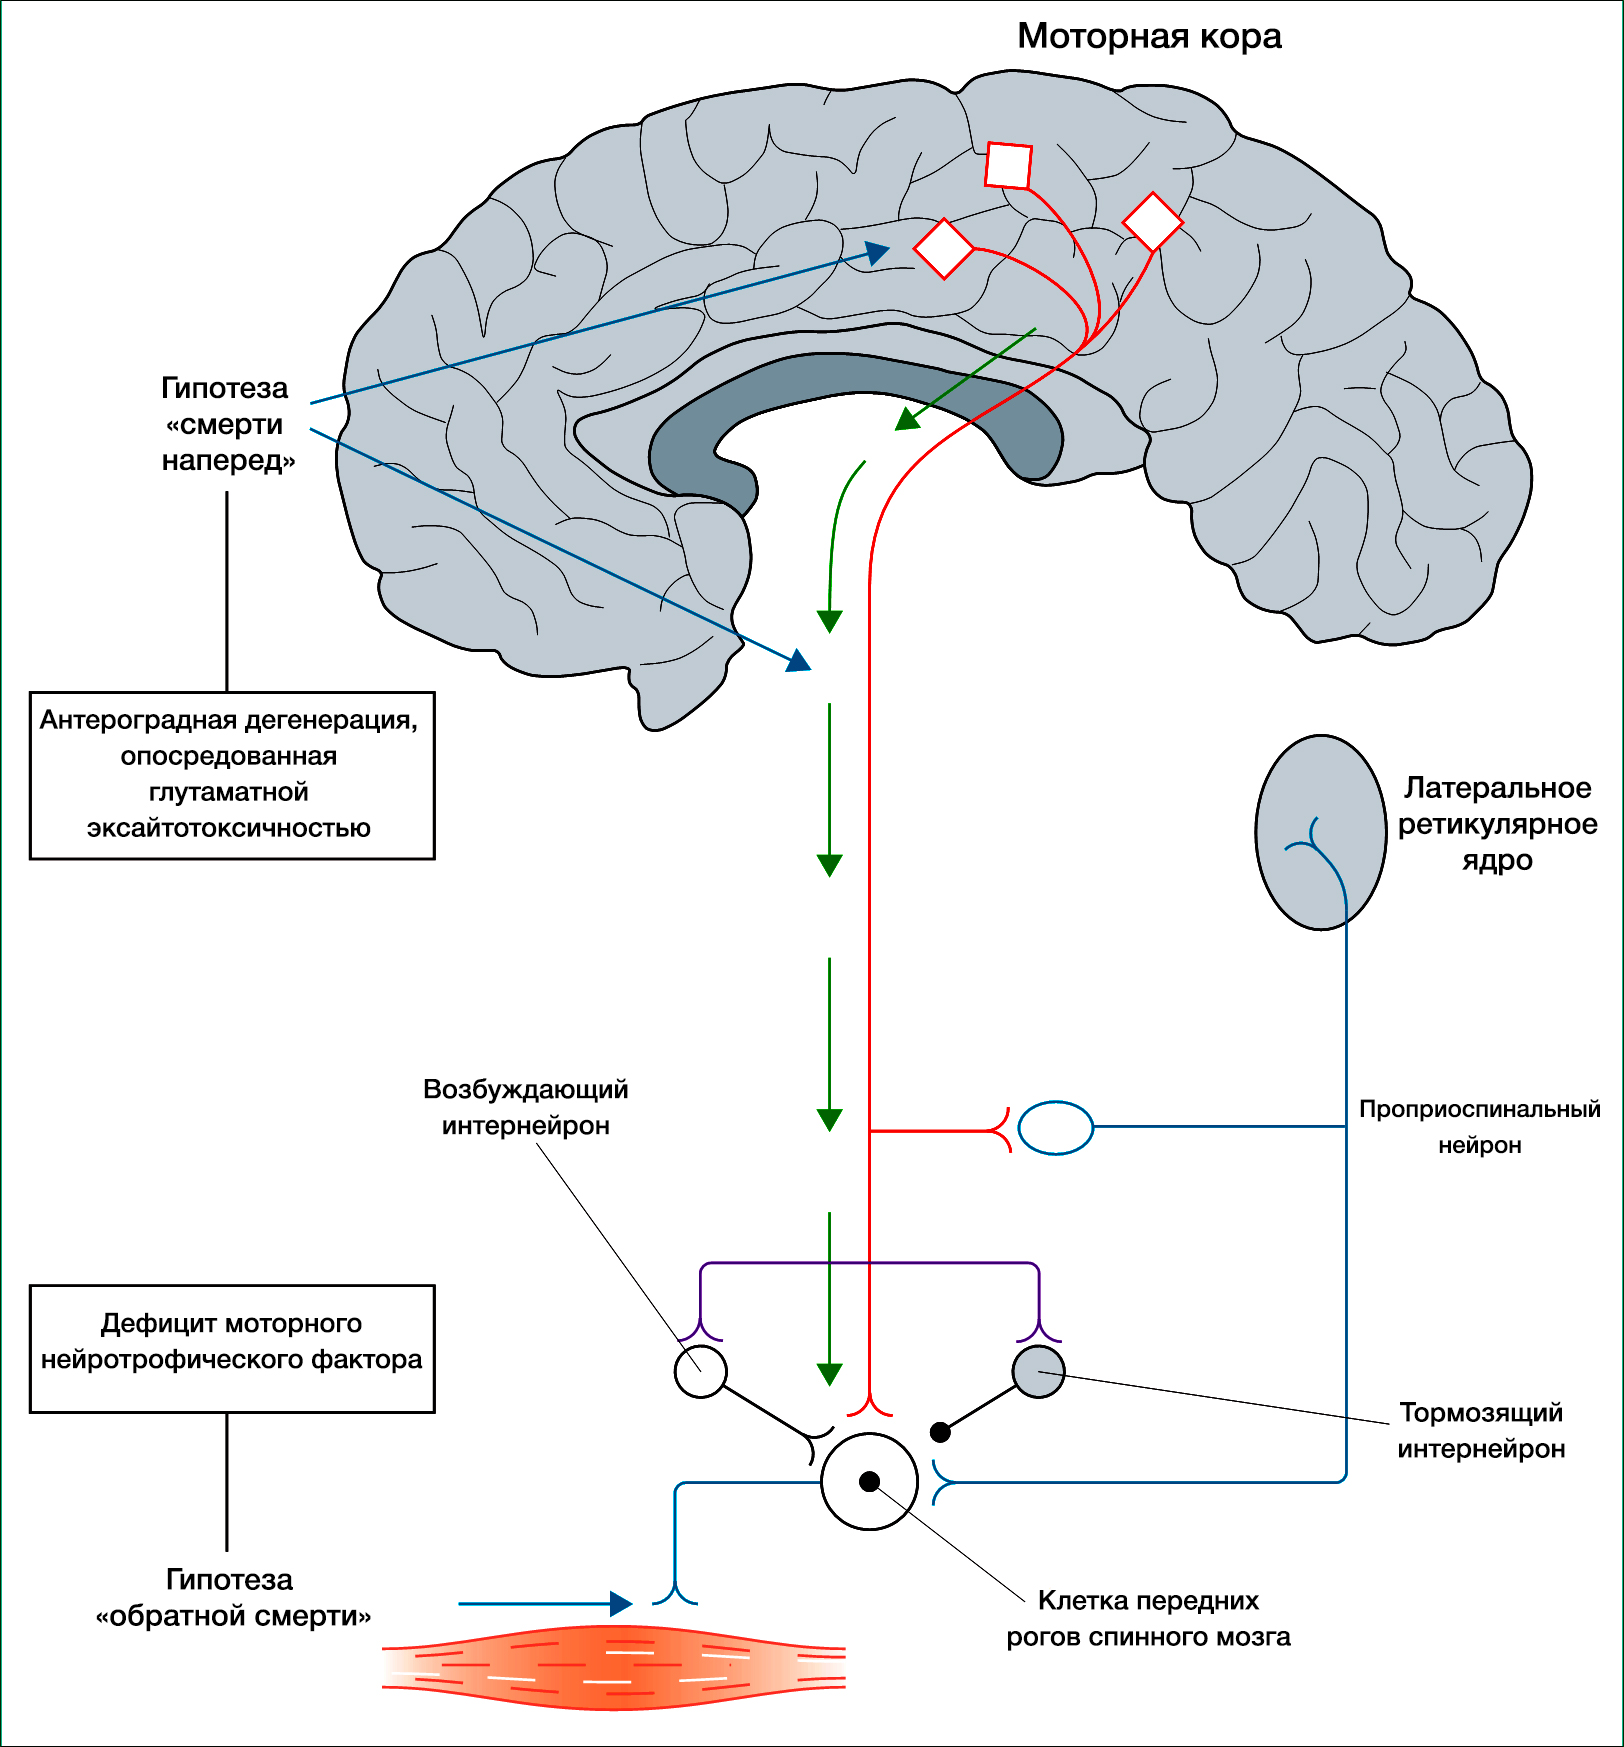 Моторная кора
Гипотеза
«смерти
наперед»
Антероградная дегенерация,
опосредованная
глутаматной
эксайтотоксичностью
Латеральное
ретикулярное
ядро
Возбуждающий
интернейрон
Проприоспинальный
нейрон
Дефицит моторного
нейротрофического фактора
Тормозящий
интернейрон
Гипотеза
«обратной смерти»
Клетка передних
рогов спинного мозга